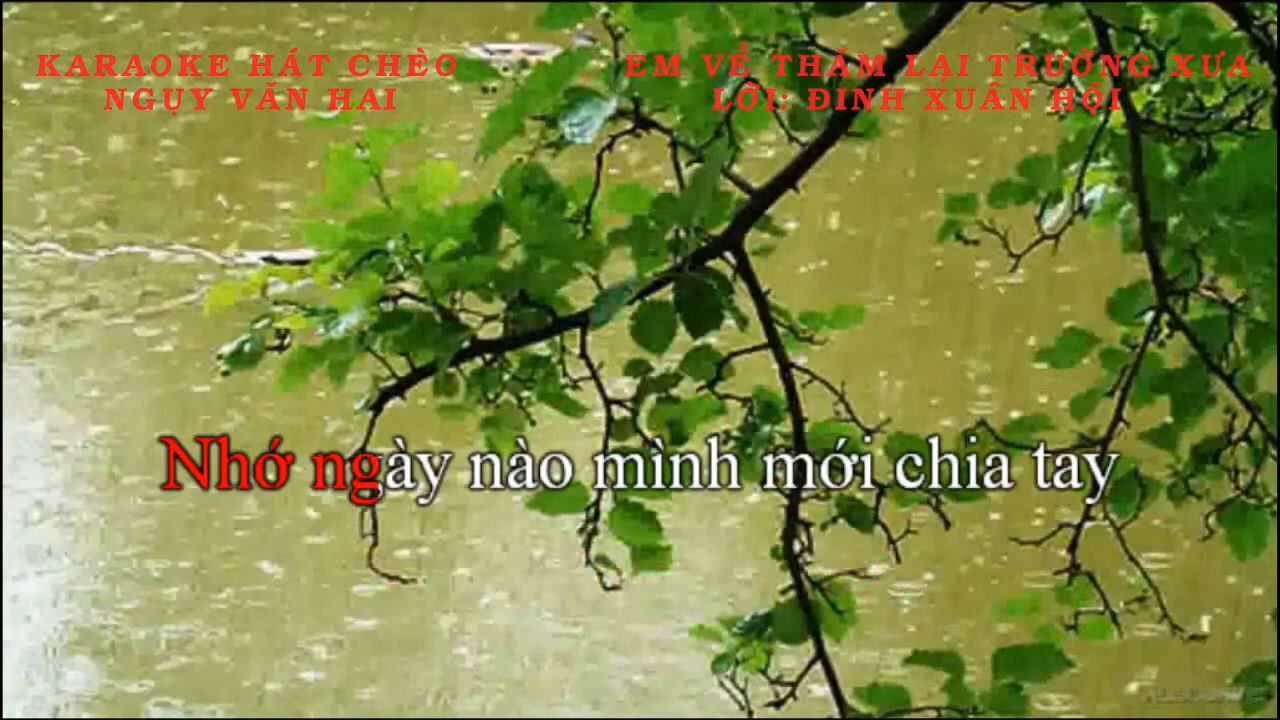 KARAOKE HÁT CHÈO
NGỤY VĂN HAI
EM VỀ THĂM LẠI TRƯỜNG XƯA
LỜI: ĐINH XUÂN HỘI
Nhớ ngày nào mình mới chia tay